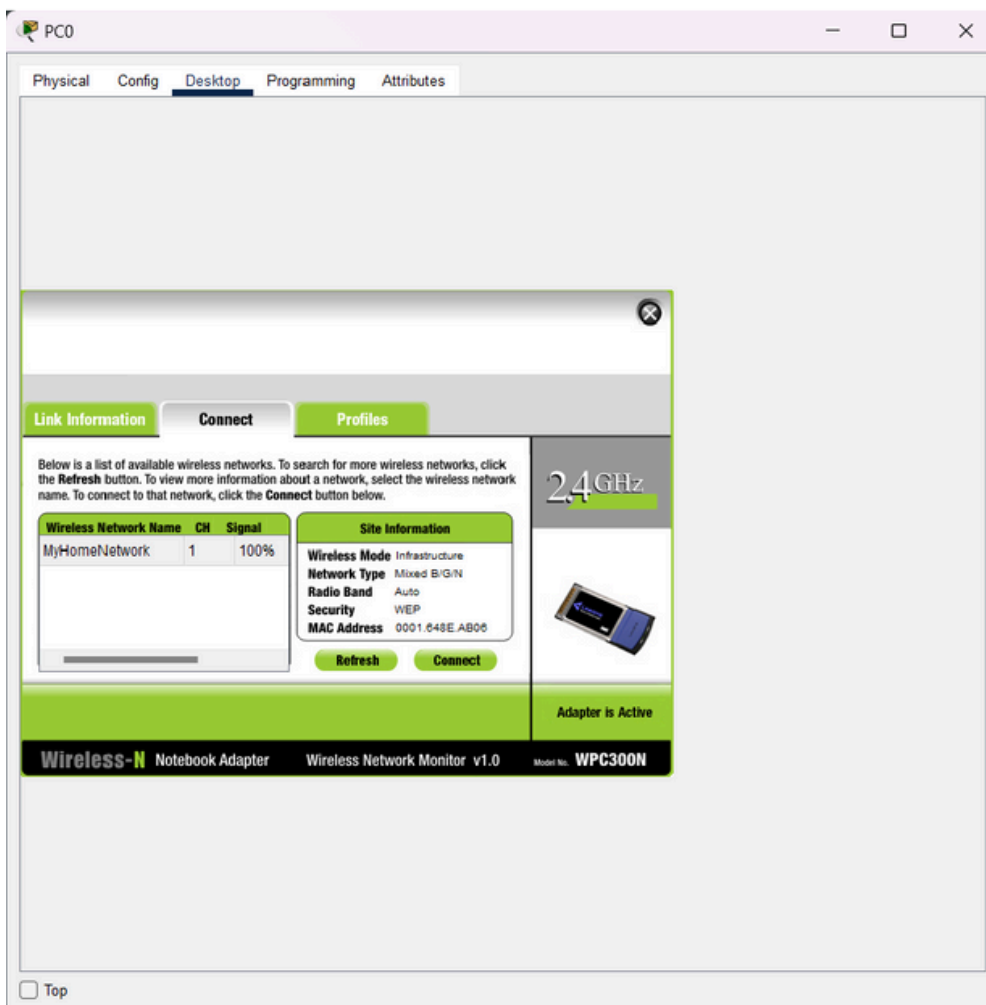 PC0
Physical Config Desktop Programming Attributes
Link Information Connect Profiles
Below is a list of available wireless networks. To search for more wireless networks, click
the Refresh button. To view more information about a network, select the wireless network
name. To connect to that network, click the Connect button below.
2.4GHz
Wireless Network Name CH Signal
MyHomeNetwork 1 100%
Site Information
Wireless Mode Infrastructure
Network Type Mixed B/G/N
Radio Band Auto
Security WEP
MAC Address 0001.648E.AB06
Refresh Connect
Adapter is Active
Wireless-N Notebook Adapter Wireless Network Monitor v1.0 Model No. WPC300N
Top